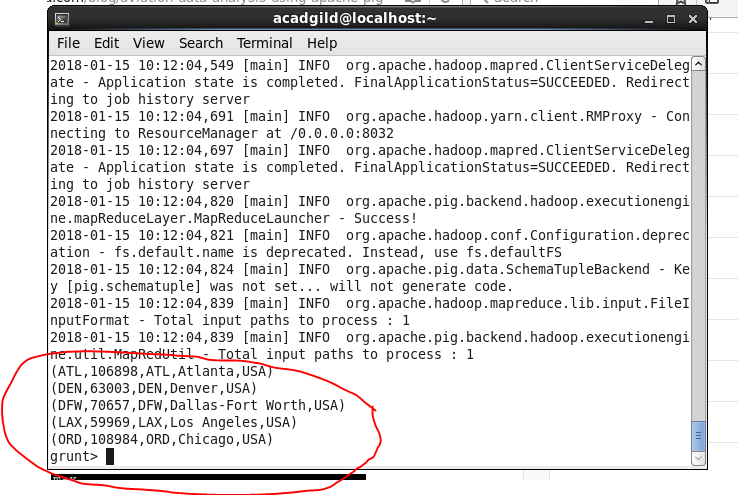 .com/blog/aviation-data-analysis-using-apache-pig
Search
acadgild@localhost:~
File Edit View Search Terminal Help
2018-01-15 10:12:04,549 [main] INFO  org.apache.hadoop.mapred.ClientServiceDeleg
ate - Application state is completed. FinalApplicationStatus=SUCCEEDED. Redirect
ing to job history server
2018-01-15 10:12:04,691 [main] INFO  org.apache.hadoop.yarn.client.RMProxy - Con
necting to ResourceManager at /0.0.0.0:8032
2018-01-15 10:12:04,697 [main] INFO  org.apache.hadoop.mapred.ClientServiceDeleg
ate - Application state is completed. FinalApplicationStatus=SUCCEEDED. Redirect
ing to job history server
2018-01-15 10:12:04,820 [main] INFO  org.apache.pig.backend.hadoop.executionengi
ne.mapReduceLayer.MapReduceLauncher - Success!
2018-01-15 10:12:04,821 [main] INFO  org.apache.hadoop.conf.Configuration.deprec
ation - fs.default.name is deprecated. Instead, use fs.defaultFS
2018-01-15 10:12:04,824 [main] INFO  org.apache.pig.data.SchemaTupleBackend - Ke
y [pig.schematuple] was not set... will not generate code.
2018-01-15 10:12:04,839 [main] INFO  org.apache.hadoop.mapreduce.lib.input.FileI
nputFormat - Total input paths to process : 1
2018-01-15 10:12:04,839 [main] INFO  org.apache.pig.backend.hadoop.executionengi
ne.util.MapRedUtil - Total input paths to process : 1
(ATL,106898,ATL,Atlanta,USA)
(DEN,63003,DEN,Denver,USA)
(DFW,70657,DFW,Dallas-Fort Worth,USA)
(LAX,59969,LAX,Los Angeles,USA)
(ORD,108984,ORD,Chicago,USA)
grunt>